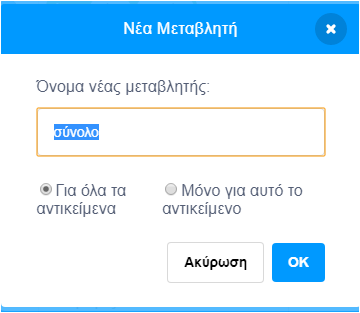 Νέα Μεταβλητή
Όνομα νέας μεταβλητής:
σύνολο
Για όλα τα αντικείμενα
Μόνο για αυτό το αντικείμενο
Ακύρωση
OK